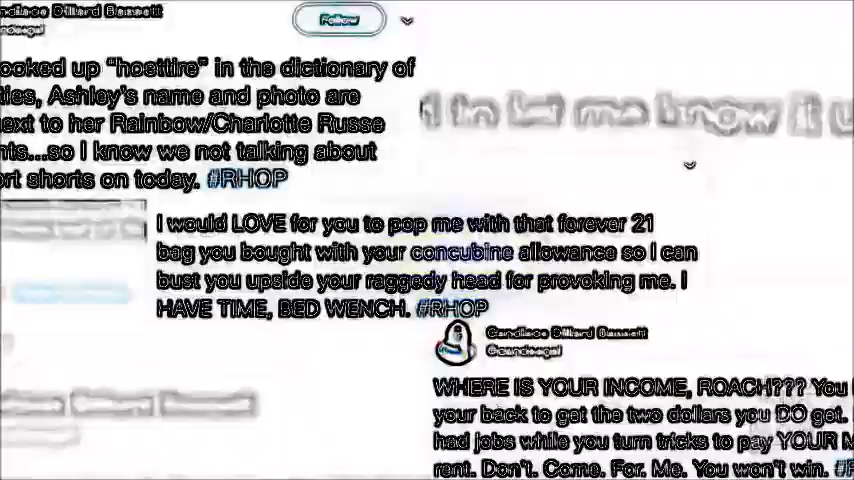 Candiace Dillard Bassett
Follow
ooked up "hosttire" in the dictionary of
ties, Ashley's name and photo are
ext to her Rainbow/Charlotte Russe
nts...so I know we not talking about
ort shorts on today. #RHOP
me know
I would LOVE for you to pop me with that forever 21
bag you bought with your concubine allowance so I can
bust you upside your raggedy head for provoking me. I
HAVE TIME, BED WENCH. #RHOP
Candiace Dillard Bassett
WHERE IS YOUR INCOME, ROACH??? You
your back to get the two dollars you DO get.
had jobs while you turn tricks to pay YOUR M
rent. Don't. Come. For. Me. You won't win. #R